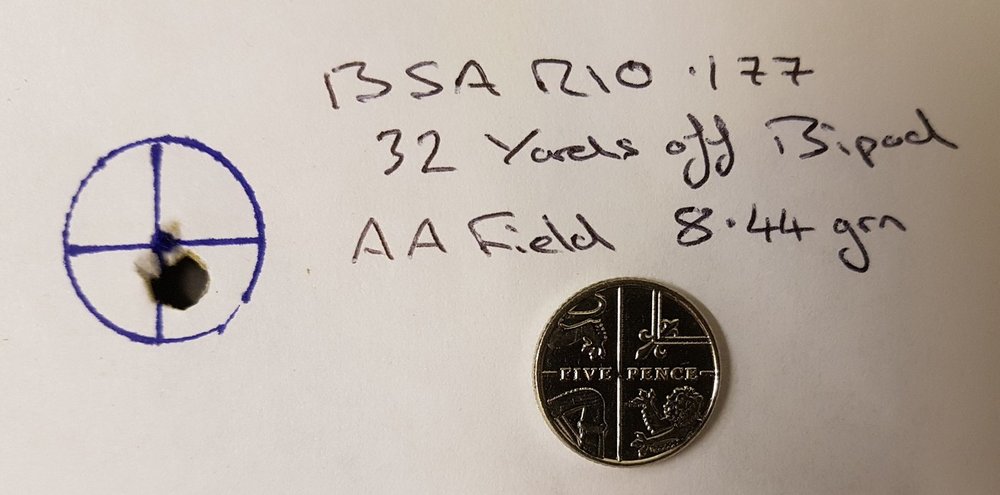 BSA R10 .177
32 Yards off Bipod
AA Field 8.44 grn
FIVE PENCE